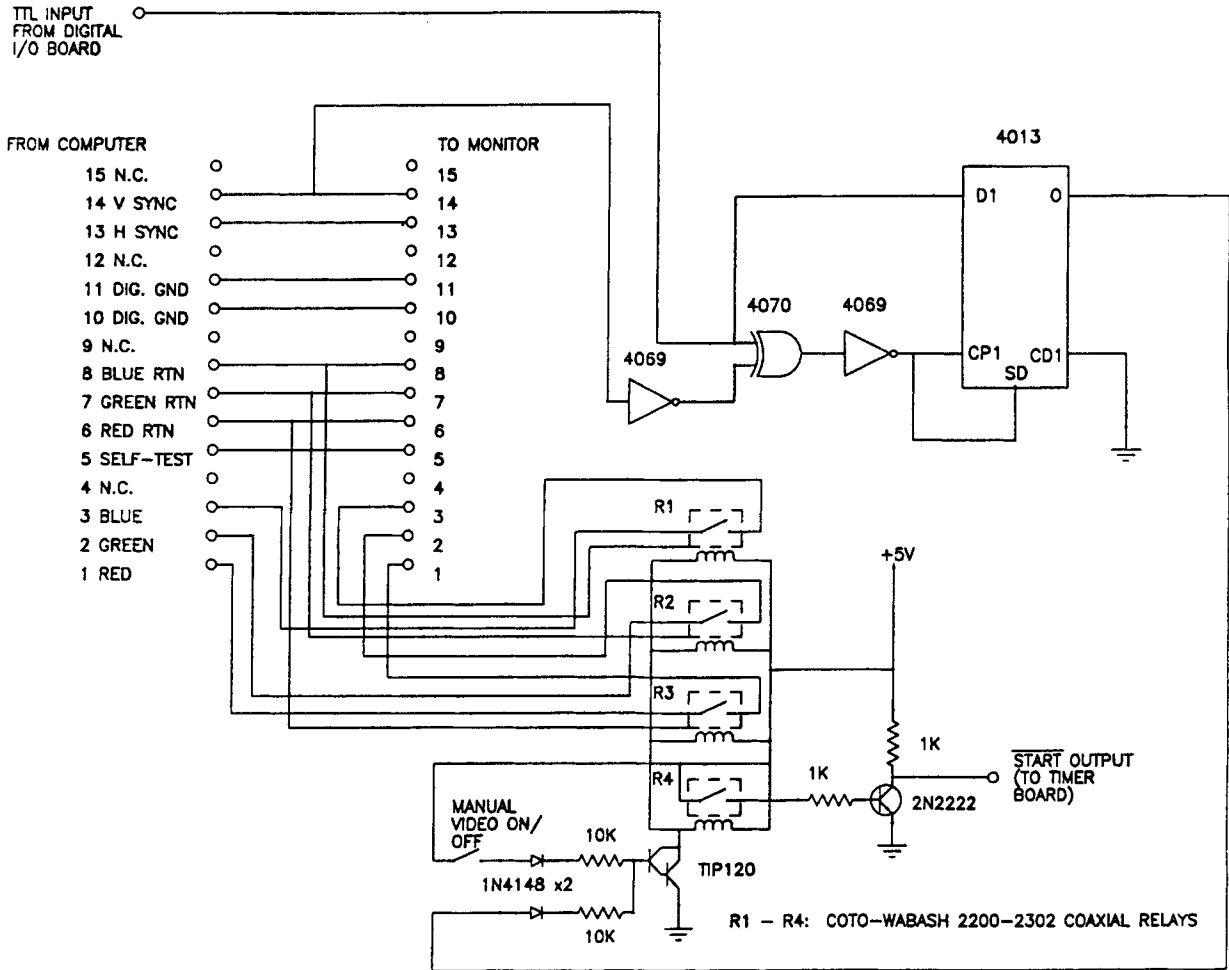 TTL INPUT
FROM DIGITAL
I/O BOARD
FROM COMPUTER
TO MONITOR
15 N.C.
15
14 V SYNC
14
13 H SYNC
13
12 N.C.
12
11 DIG. GND
11
10 DIG. GND
10
9 N.C.
9
8 BLUE RTN
8
7 GREEN RTN
7
6 RED RTN
6
5 SELF-TEST
5
4 N.C.
4
3 BLUE
3
2 GREEN
2
1 RED
1
4013
D1
O
CP1
CD1
SD
4070
4069
4069
R1
R2
R3
R4
+5V
1K
1K
START OUTPUT
(TO TIMER
BOARD)
2N2222
MANUAL
VIDEO ON/
OFF
10K
1N4148 x2
10K
TIP120
R1 - R4: COTO-WABASH 2200-2302 COAXIAL RELAYS